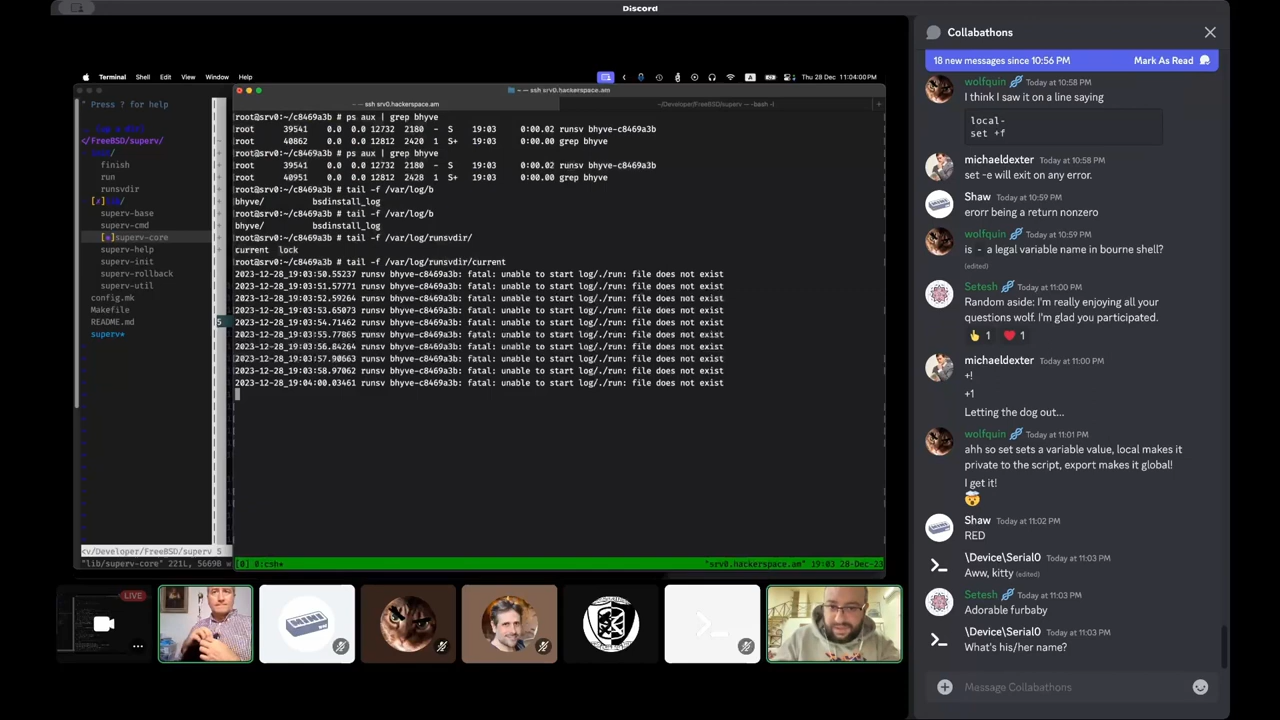 Discord
Terminal Shell Edit View Window Help
Thu 28 Dec 11:04:00 PM
~ — ssh srv0.hackerspace.am
~ — ssh srv0.hackerspace.am
~/Developer/FreeBSD/superv — -bash
" Press ? for help
</FreeBSD/superv/
finish
run
runsvdir
superv-base
superv-cmd
superv-core
superv-help
superv-init
superv-rollback
superv-util
config.mk
Makefile
README.md
superv*
<v/Developer/FreeBSD/superv 5
"lib/superv-core" 221L, 5669B w
root@srv0:~/c8469a3b # ps aux | grep bhyve
root 39541 0.0 0.0 12732 2180 - S 19:03 0:00.02 runsv bhyve-c8469a3b
root 40862 0.0 0.0 12812 2428 1 S+ 19:03 0:00.00 grep bhyve
root@srv0:~/c8469a3b # ps aux | grep bhyve
root 39541 0.0 0.0 12732 2180 - S 19:03 0:00.02 runsv bhyve-c8469a3b
root 40951 0.0 0.0 12812 2428 1 S+ 19:03 0:00.00 grep bhyve
root@srv0:~/c8469a3b # tail -f /var/log/b
bhyve/ bsdinstall_log
root@srv0:~/c8469a3b # tail -f /var/log/b
bhyve/ bsdinstall_log
root@srv0:~/c8469a3b # tail -f /var/log/runsvdir/
current lock
root@srv0:~/c8469a3b # tail -f /var/log/runsvdir/current
2023-12-28_19:03:50.55237 runsv bhyve-c8469a3b: fatal: unable to start log/./run: file does not exist
2023-12-28_19:03:51.57771 runsv bhyve-c8469a3b: fatal: unable to start log/./run: file does not exist
2023-12-28_19:03:52.59264 runsv bhyve-c8469a3b: fatal: unable to start log/./run: file does not exist
2023-12-28_19:03:53.65073 runsv bhyve-c8469a3b: fatal: unable to start log/./run: file does not exist
2023-12-28_19:03:54.71462 runsv bhyve-c8469a3b: fatal: unable to start log/./run: file does not exist
2023-12-28_19:03:55.77865 runsv bhyve-c8469a3b: fatal: unable to start log/./run: file does not exist
2023-12-28_19:03:56.84264 runsv bhyve-c8469a3b: fatal: unable to start log/./run: file does not exist
2023-12-28_19:03:57.90663 runsv bhyve-c8469a3b: fatal: unable to start log/./run: file does not exist
2023-12-28_19:03:58.97062 runsv bhyve-c8469a3b: fatal: unable to start log/./run: file does not exist
2023-12-28_19:04:00.03461 runsv bhyve-c8469a3b: fatal: unable to start log/./run: file does not exist
[0] 0:csh*
"srv0.hackerspace.am" 19:03 28-Dec-23
LIVE
Collabathons
18 new messages since 10:56 PM
Mark As Read
wolfquin Today at 10:58 PM
I think I saw it on a line saying
local-
set +f
michaeldexter Today at 10:58 PM
set -e will exit on any error.
Shaw Today at 10:59 PM
erorr being a return nonzero
wolfquin Today at 10:59 PM
is - a legal variable name in bourne shell?
(edited)
Setesh Today at 11:00 PM
Random aside: I'm really enjoying all your
questions wolf. I'm glad you participated.
1 1
michaeldexter Today at 11:00 PM
+!
+1
Letting the dog out...
wolfquin Today at 11:01 PM
ahh so set sets a variable value, local makes it
private to the script, export makes it global!
I get it!
Shaw Today at 11:02 PM
RED
\Device\Serial0 Today at 11:03 PM
Aww, kitty (edited)
Setesh Today at 11:03 PM
Adorable furbaby
\Device\Serial0 Today at 11:03 PM
What's his/her name?
Message Collabathons